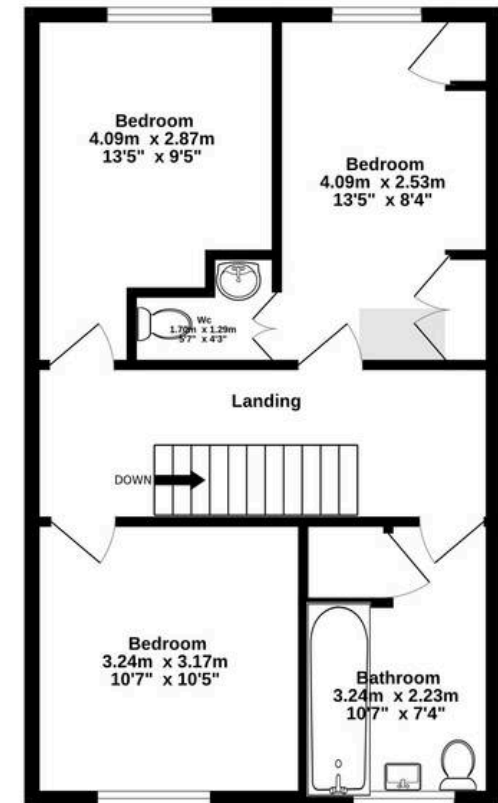 Bedroom
4.09m x 2.87m
13'5" x 9'5"
Bedroom
4.09m x 2.53m
13'5" x 8'4"
Wc
1.70m x 1.29m
5'7" x 4'3"
Landing
DOWN
Bedroom
3.24m x 3.17m
10'7" x 10'5"
Bathroom
3.24m x 2.23m
10'7" x 7'4"